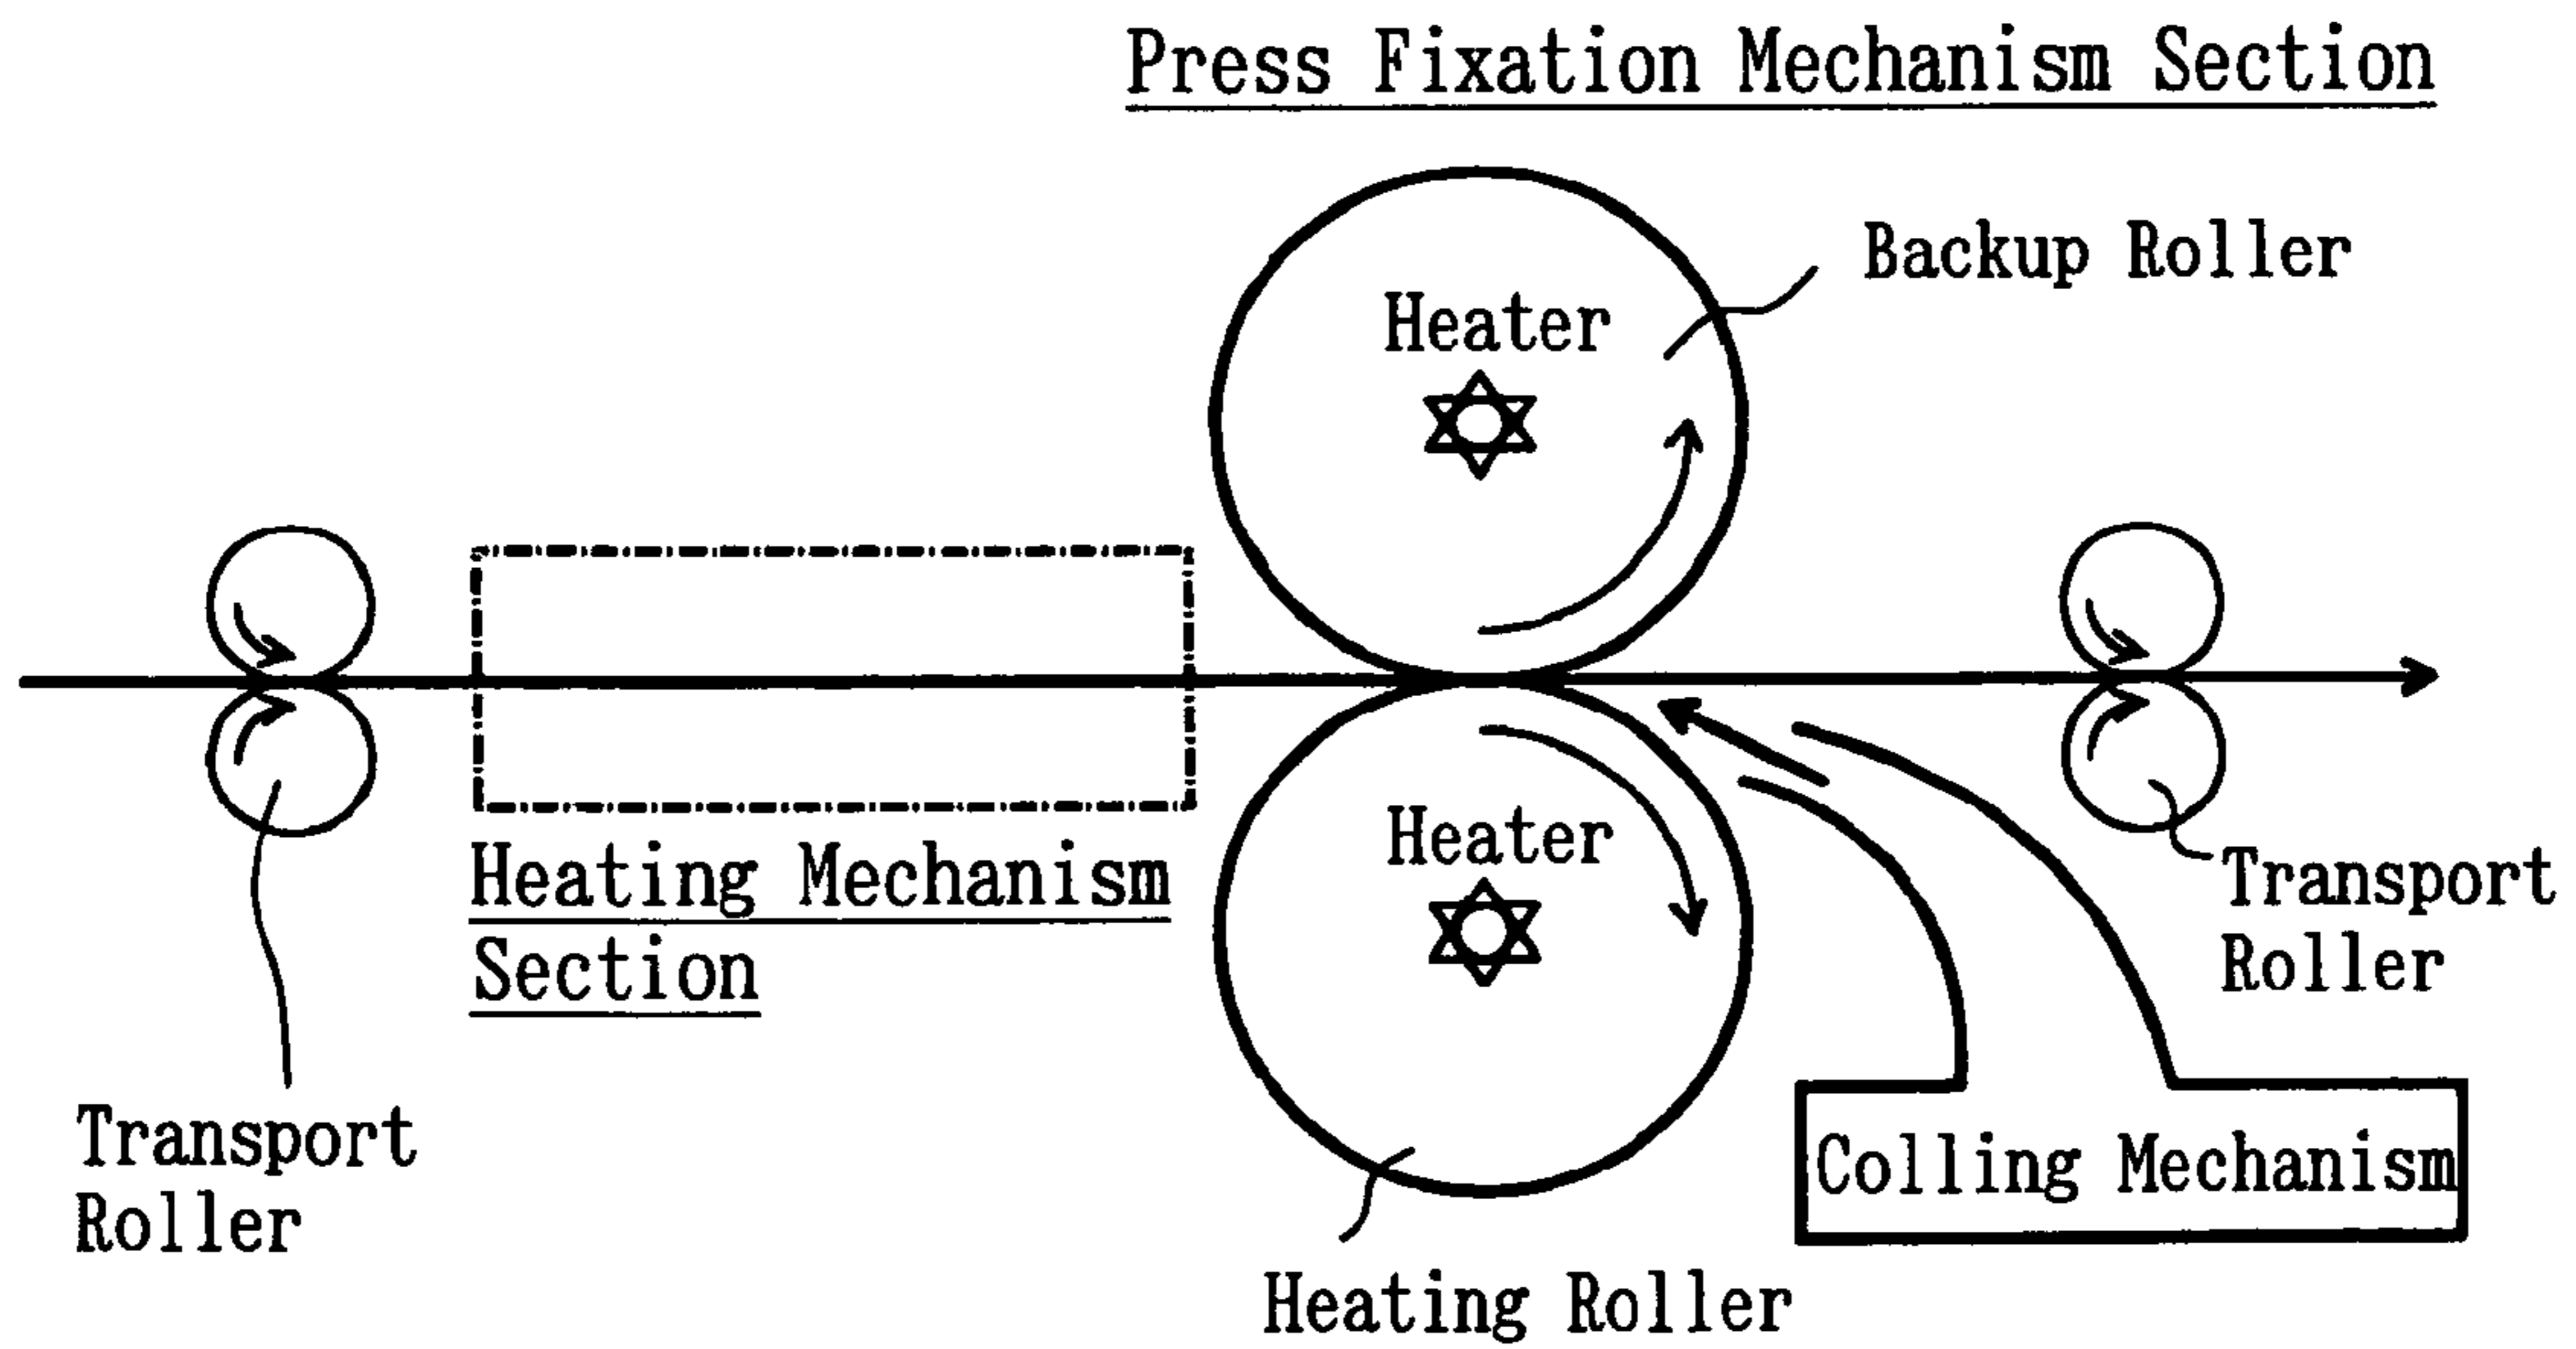 Press Fixation Mechanism Section
Backup Roller
Heater
Heating Mechanism
Section
Heater
Transport
Roller
Transport
Roller
Colling Mechanism
Heating Roller